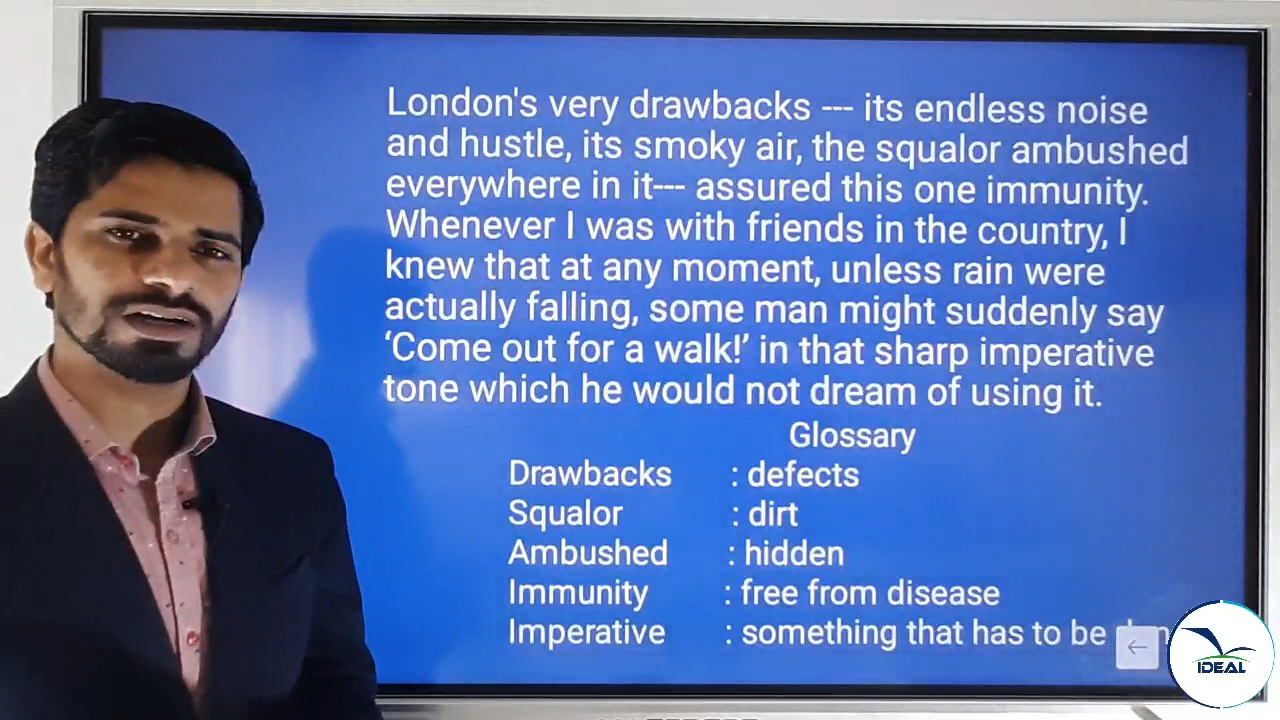 London's very drawbacks --- its endless noise
and hustle, its smoky air, the squalor ambushed
everywhere in it--- assured this one immunity.
Whenever I was with friends in the country, I
knew that at any moment, unless rain were
actually falling, some man might suddenly say
‘Come out for a walk!’ in that sharp imperative
tone which he would not dream of using it.
Glossary
Drawbacks : defects
Squalor : dirt
Ambushed : hidden
Immunity : free from disease
Imperative : something that has to be
IDEAL